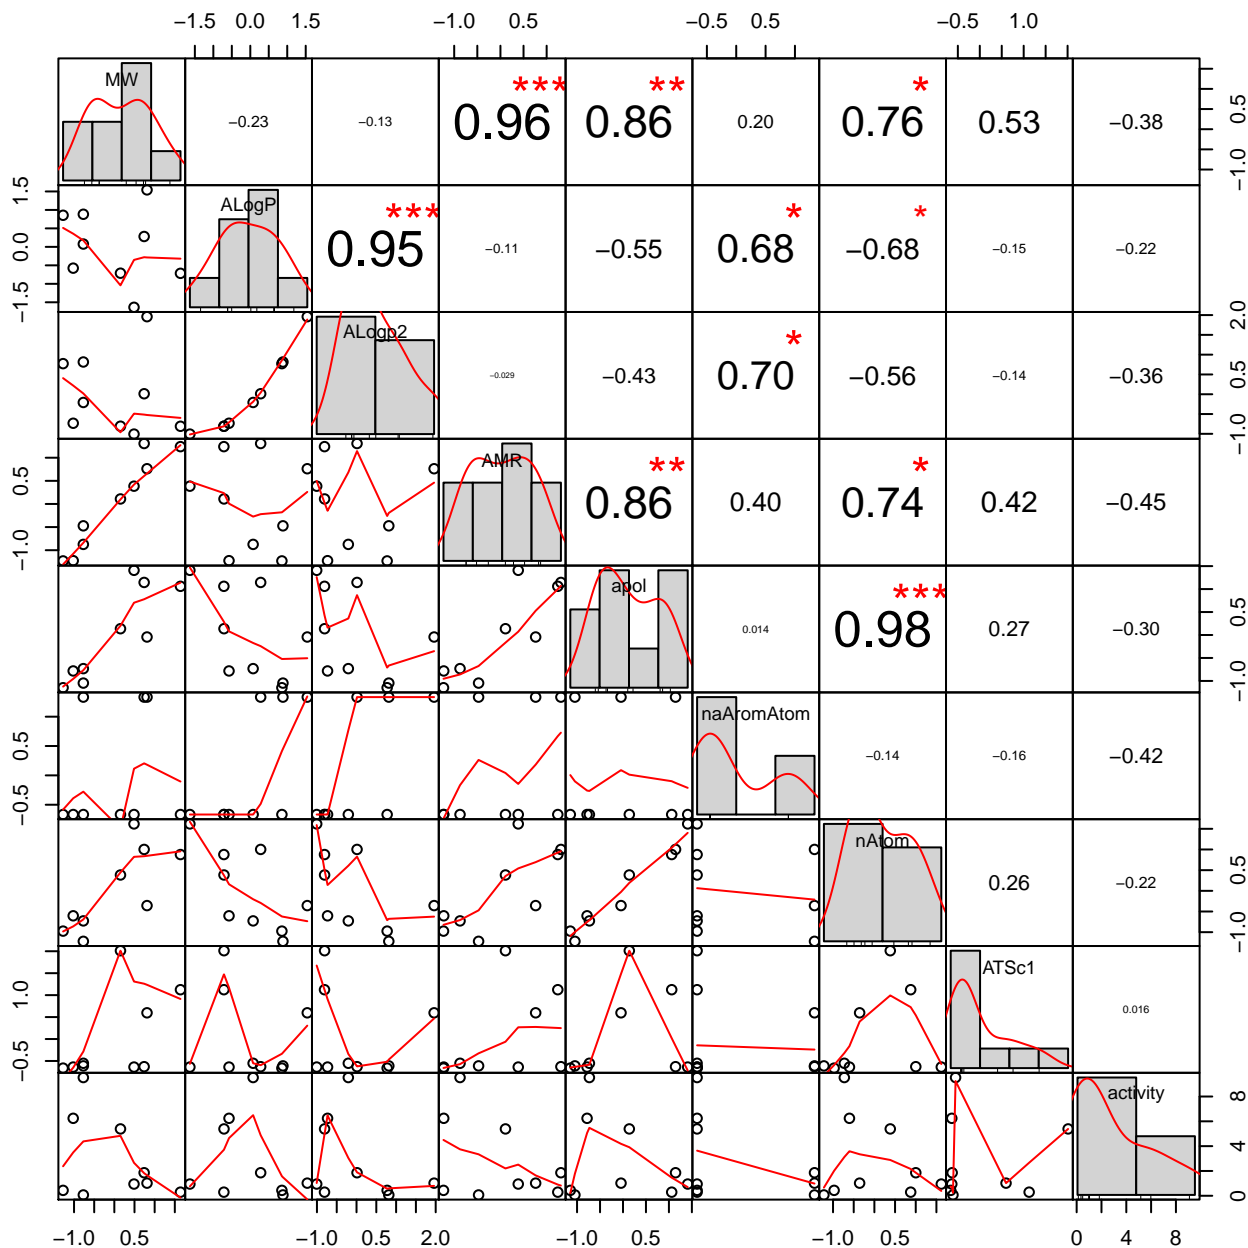 −1.5 0.0 1.5 −1.0 0.5 −0.5 0.5 −0.5 1.0
MW *** ** *
−0.23 −0.13 0.96 0.86 0.20 0.76 0.53 −0.38
−1.0 0.5
ALogP *** * *
0.95 −0.11 −0.55 0.68 −0.68 −0.15 −0.22
−1.5 0.0 1.5
ALogp2 *
−0.029 −0.43 0.70 −0.56 −0.14 −0.36
−1.0 0.5 2.0
AMR ** *
0.86 0.40 0.74 0.42 −0.45
−1.0 0.5
apol ***
0.014 0.98 0.27 −0.30
−1.0 0.5
naAromAtom
−0.14 −0.16 −0.42
−0.5 0.5
nAtom
0.26 −0.22
−1.0 0.5
ATSc1
0.016
−0.5 1.0
activity
0 4 8
−1.0 0.5 −1.0 0.5 2.0 −1.0 0.5 −1.0 0.5 0 4 8